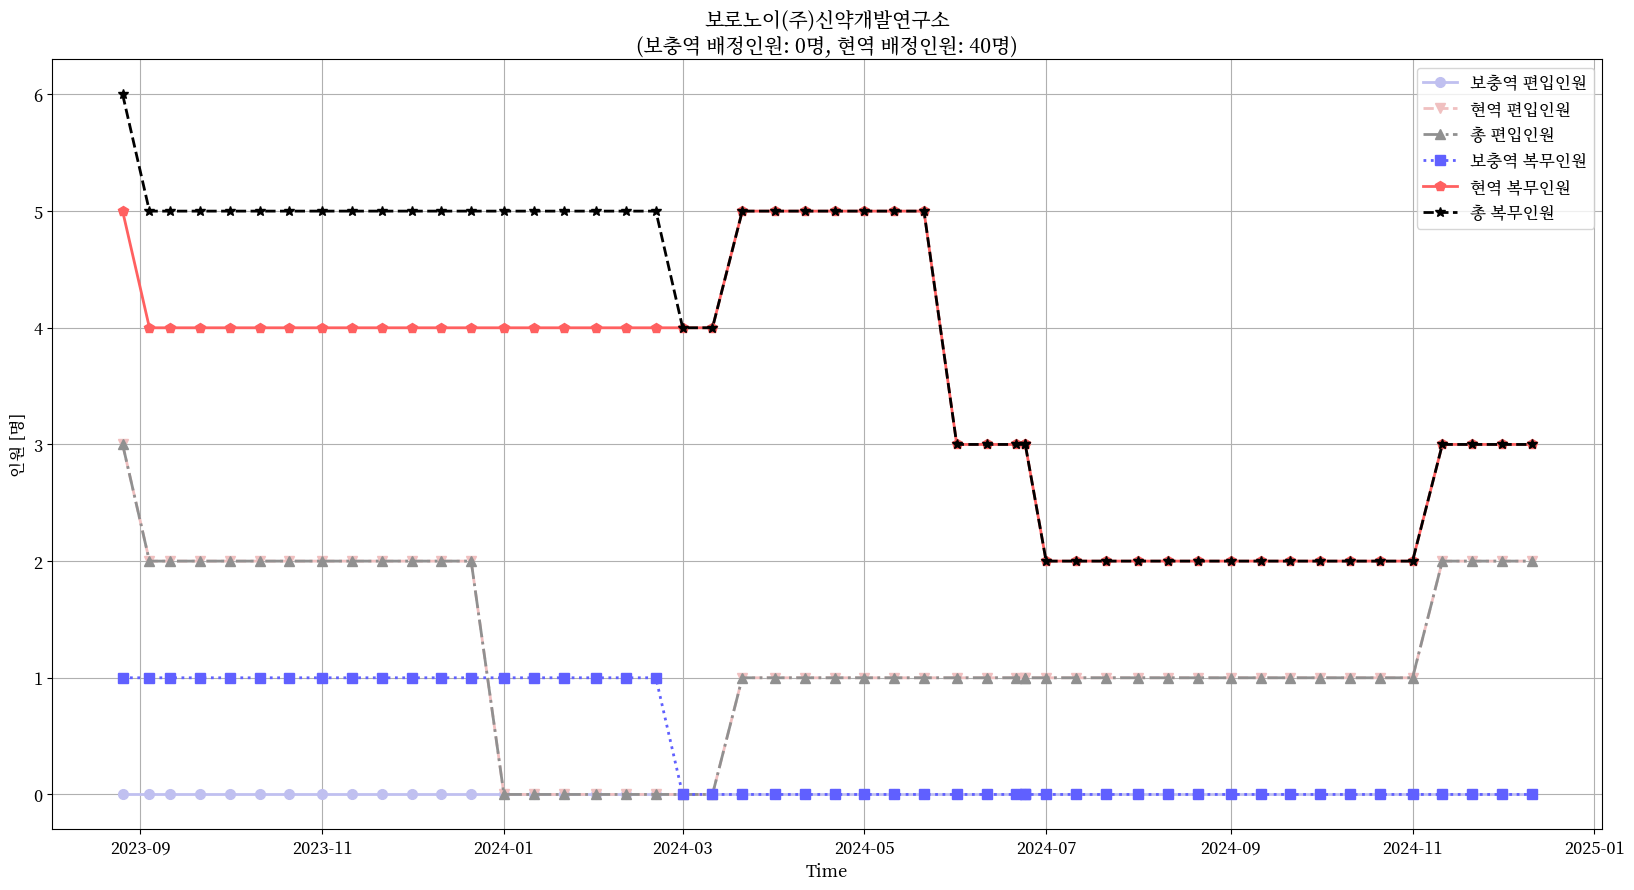 보로노이(주)신약개발연구소
(보충역 배정인원: 0명, 현역 배정인원: 40명)
보충역 편입인원
현역 편입인원
총 편입인원
보충역 복무인원
현역 복무인원
총 복무인원
인원 [명]
6
5
4
3
2
1
0
2023-09
2023-11
2024-01
2024-03
2024-05
2024-07
2024-09
2024-11
2025-01
Time